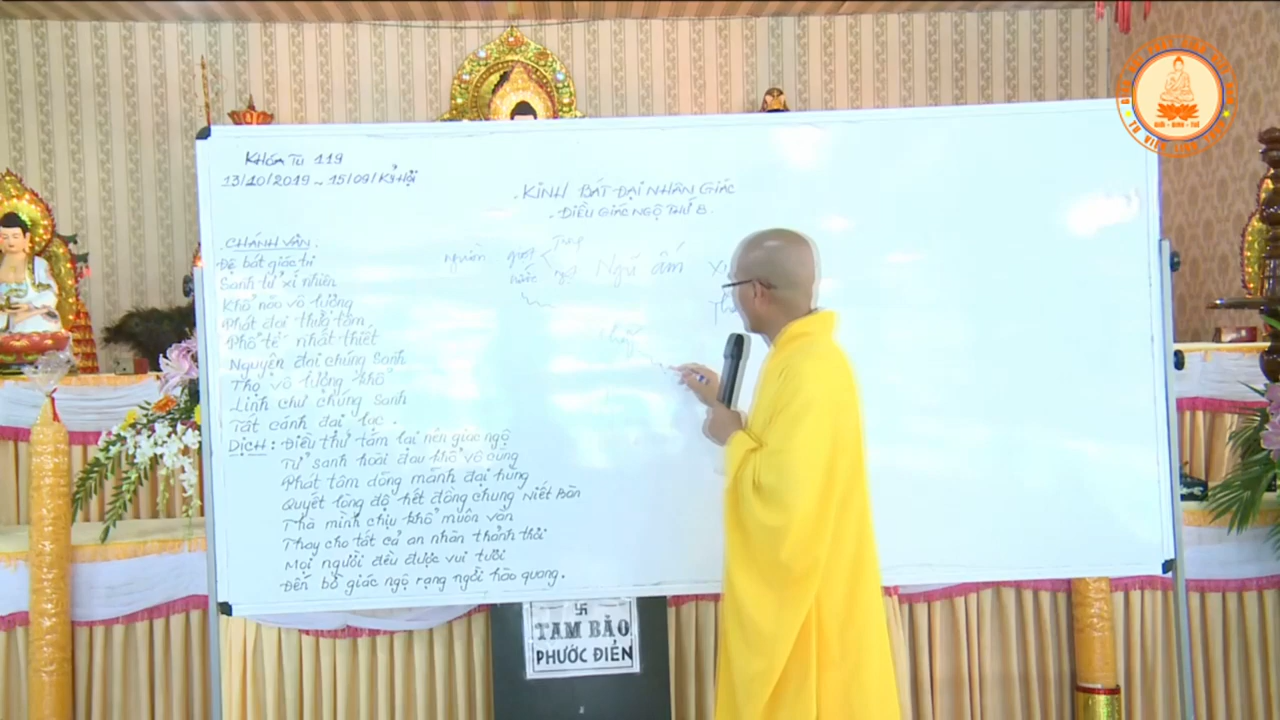 KHÓA TU 119
13/10/2019 ~ 15/09/KỶ HỢI
. KINH BÁT ĐẠI NHÂN GIÁC
- ĐIỀU GIÁC NGỘ THỨ 8.
. CHÁNH VĂN .
Đệ bát giác tri
Sanh tử xí nhiên
Khổ não vô lượng
Phát đại thừa tâm
Phổ tế nhất thiết
Nguyện đại chúng sanh
Thọ vô lượng khổ
Linh chư chúng sanh
Tất cánh đại lạc .
DỊCH : Điều thứ tám lại nên giác ngộ
Tử sanh hoài đau khổ vô cùng
Phát tâm dõng mãnh đại hùng
Quyết lòng độ hết đồng chung Niết Bàn
Thà mình chịu khổ muôn vàn
Thay cho tất cả an nhàn thảnh thơi
Mọi người đều được vui tươi
Đến bờ giác ngộ rạng ngời hào quang.
Ngũ ấm
卐
TAM BẢO
PHƯỚC ĐIỀN
GIỚI - ĐỊNH - TUỆ